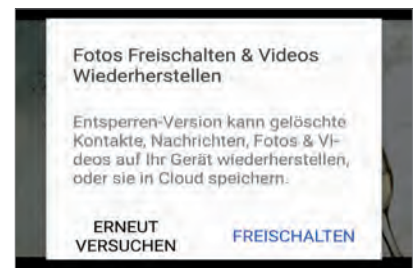 Fotos Freischalten & Videos
Wiederherstellen
Entsperren-Version kann gelöschte
Kontakte, Nachrichten, Fotos & Vi-
deos auf Ihr Gerät wiederherstellen,
oder sie in Cloud speichern.
ERNEUT
VERSUCHEN
FREISCHALTEN